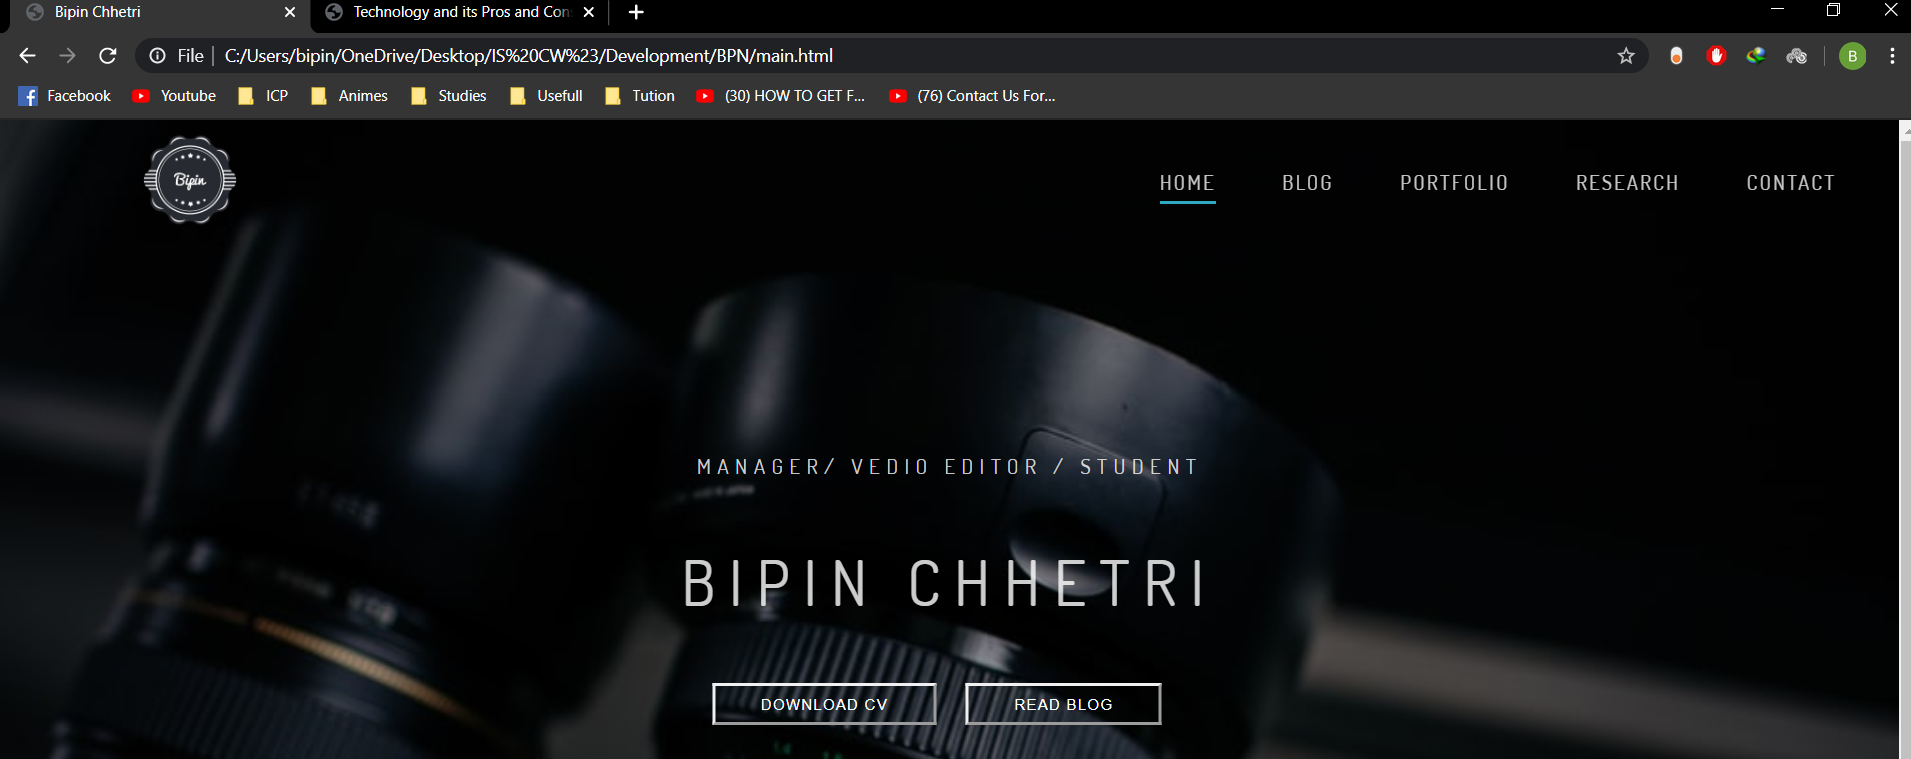 Bipin Chhetri
Technology and its Pros and Con
File
C:/Users/bipin/OneDrive/Desktop/IS%20CW%23/Development/BPN/main.html
B
Facebook
Youtube
ICP
Animes
Studies
Usefull
Tution
(30) HOW TO GET F...
(76) Contact Us For...
Bipin
HOME
BLOG
PORTFOLIO
RESEARCH
CONTACT
MANAGER/ VEDIO EDITOR / STUDENT
BIPIN CHHETRI
DOWNLOAD CV
READ BLOG